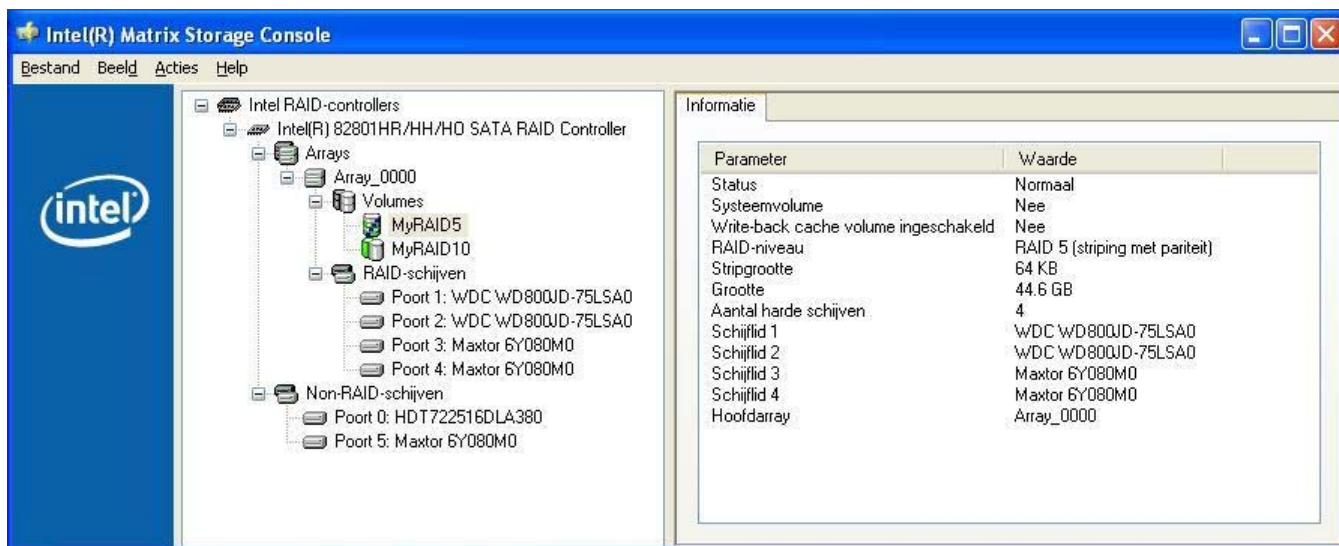 Intel(R) Matrix Storage Console
Bestand Beeld Acties Help
intel
Intel RAID-controllers
Intel(R) 82801HR/HH/HO SATA RAID Controller
Arrays
Array_0000
Volumes
MyRAID5
MyRAID10
RAID-schijven
Poort 1: WDC WD800JD-75LSA0
Poort 2: WDC WD800JD-75LSA0
Poort 3: Maxtor 6Y080M0
Poort 4: Maxtor 6Y080M0
Non-RAID-schijven
Poort 0: HDT722516DLA380
Poort 5: Maxtor 6Y080M0
Informatie
Parameter Waarde
Status Normaal
Systeemvolume Nee
Write-back cache volume ingeschakeld Nee
RAID-niveau RAID 5 (striping met pariteit)
Stripgrootte 64 KB
Grootte 44.6 GB
Aantal harde schijven 4
Schijflid 1 WDC WD800JD-75LSA0
Schijflid 2 WDC WD800JD-75LSA0
Schijflid 3 Maxtor 6Y080M0
Schijflid 4 Maxtor 6Y080M0
Hoofdarray Array_0000